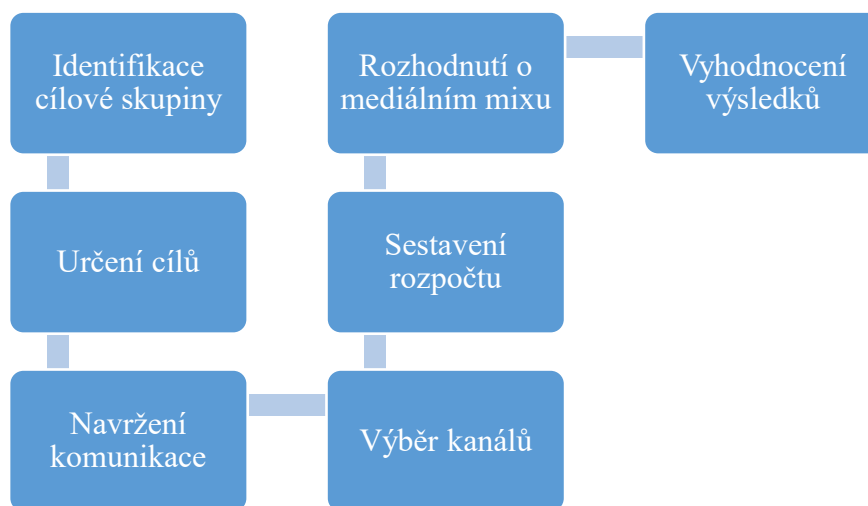 Identifikace
cílové skupiny
Určení cílů
Navržení
komunikace
Výběr kanálů
Sestavení
rozpočtu
Rozhodnutí o
mediálním mixu
Vyhodnocení
výsledků